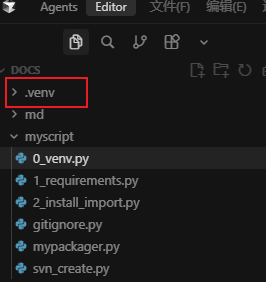 Agents Editor 文件(F) 编辑(E)
DOCS
.venv
md
myscript
0_venv.py
1_requirements.py
2_install_import.py
gitignore.py
mypackager.py
svn_create.py